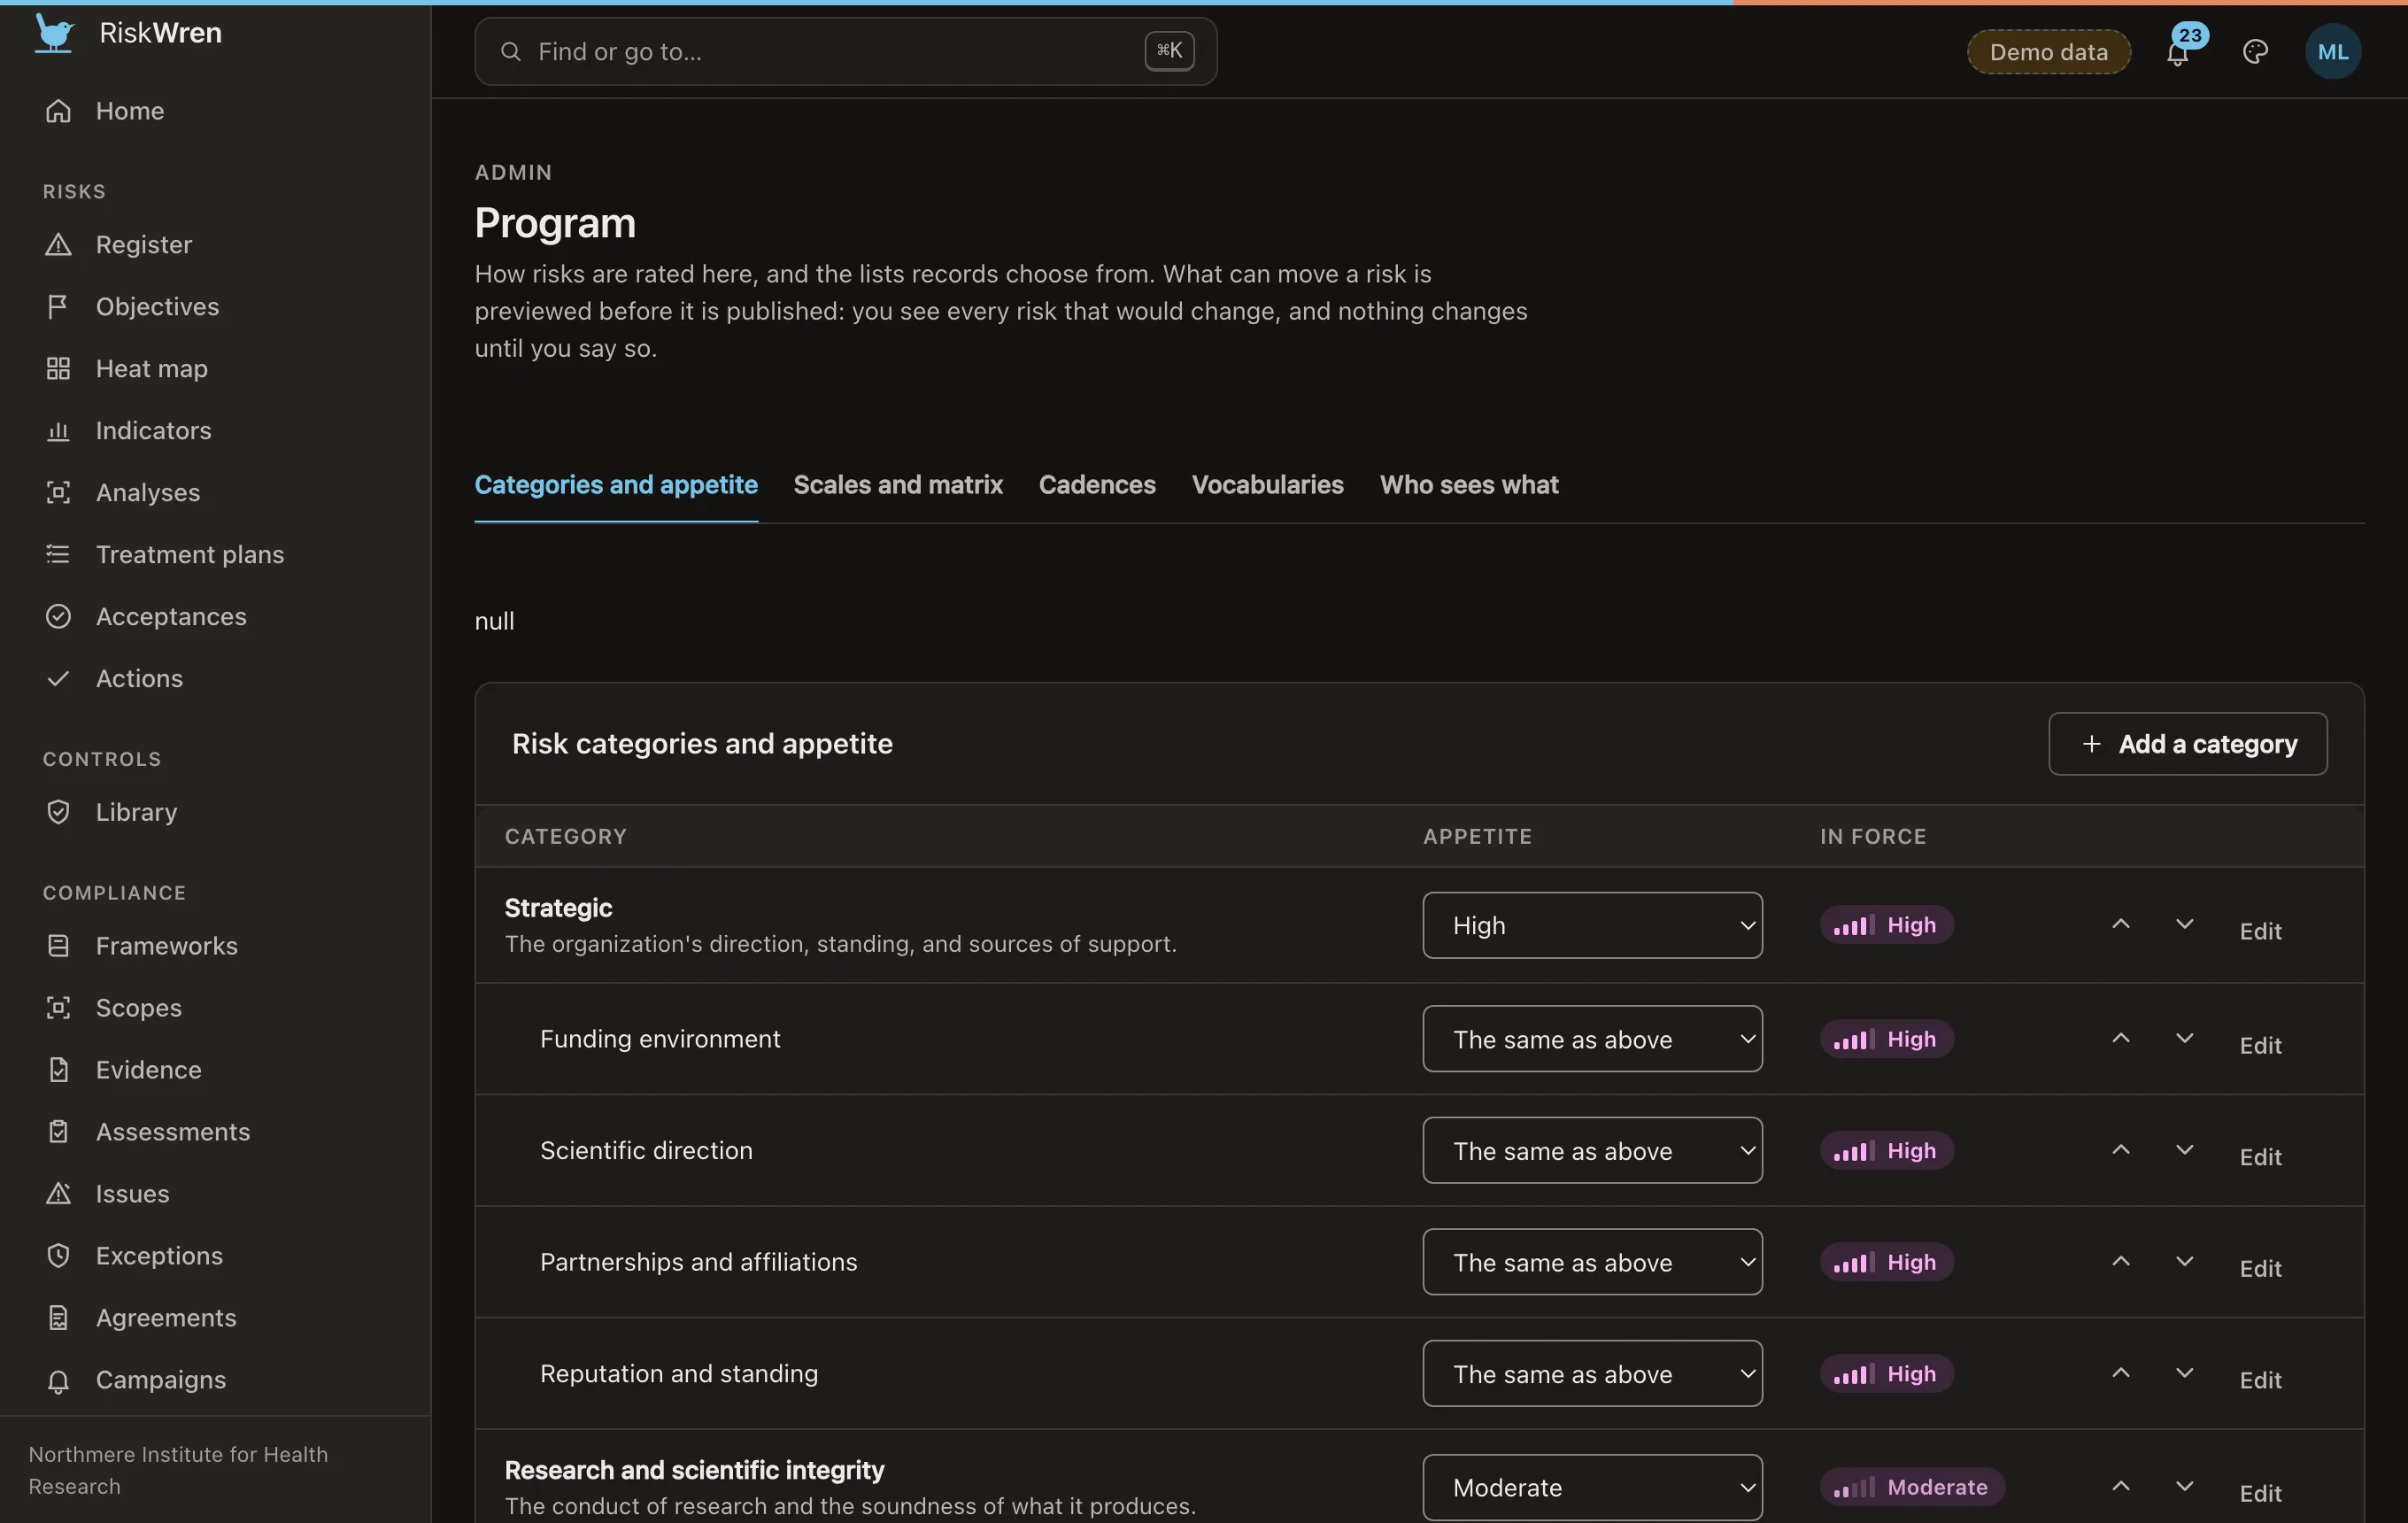 RiskWren
Find or go to...
⌘K
Demo data
23
ML
Home
RISKS
Register
Objectives
Heat map
Indicators
Analyses
Treatment plans
Acceptances
Actions
CONTROLS
Library
COMPLIANCE
Frameworks
Scopes
Evidence
Assessments
Issues
Exceptions
Agreements
Campaigns
Northmere Institute for Health
Research
ADMIN
Program
How risks are rated here, and the lists records choose from. What can move a risk is
previewed before it is published: you see every risk that would change, and nothing changes
until you say so.
Categories and appetite Scales and matrix Cadences Vocabularies Who sees what
null
Risk categories and appetite
+ Add a category
CATEGORY APPETITE IN FORCE
Strategic
The organization's direction, standing, and sources of support.
High High Edit
Funding environment The same as above High Edit
Scientific direction The same as above High Edit
Partnerships and affiliations The same as above High Edit
Reputation and standing The same as above High Edit
Research and scientific integrity
The conduct of research and the soundness of what it produces.
Moderate Moderate Edit